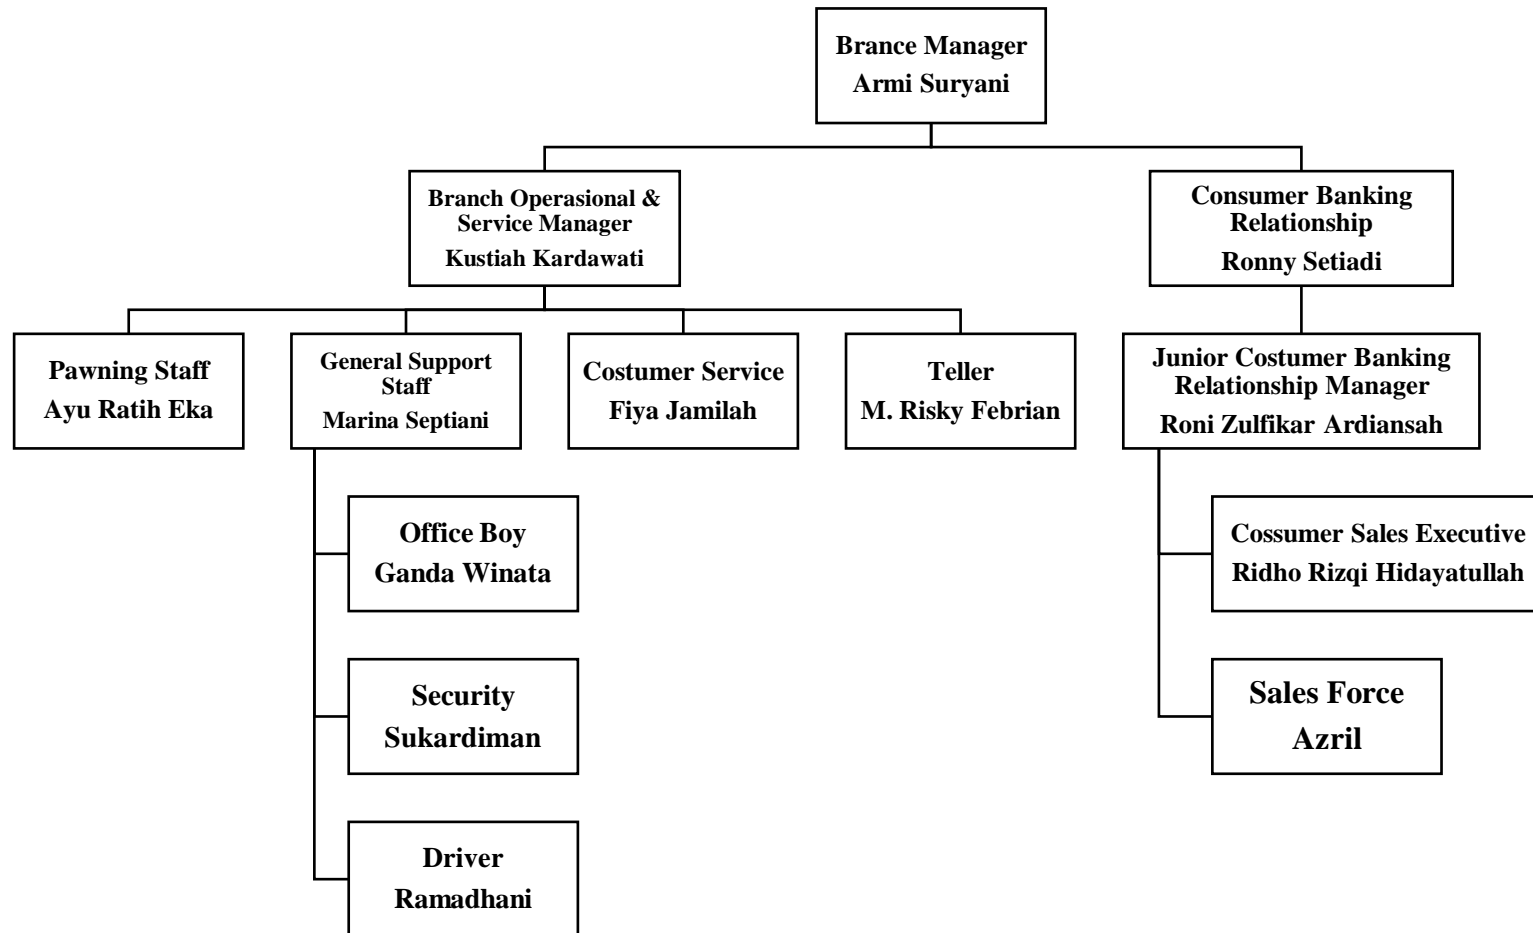 Brance Manager
Armi Suryani
Branch Operasional &
Service Manager
Kustiah Kardawati
Consumer Banking
Relationship
Ronny Setiadi
Pawning Staff
Ayu Ratih Eka
General Support
Staff
Marina Septiani
Costumer Service
Fiya Jamilah
Teller
M. Risky Febrian
Junior Costumer Banking
Relationship Manager
Roni Zulfikar Ardiansah
Office Boy
Ganda Winata
Cossumer Sales Executive
Ridho Rizqi Hidayatullah
Security
Sukardiman
Sales Force
Azril
Driver
Ramadhani